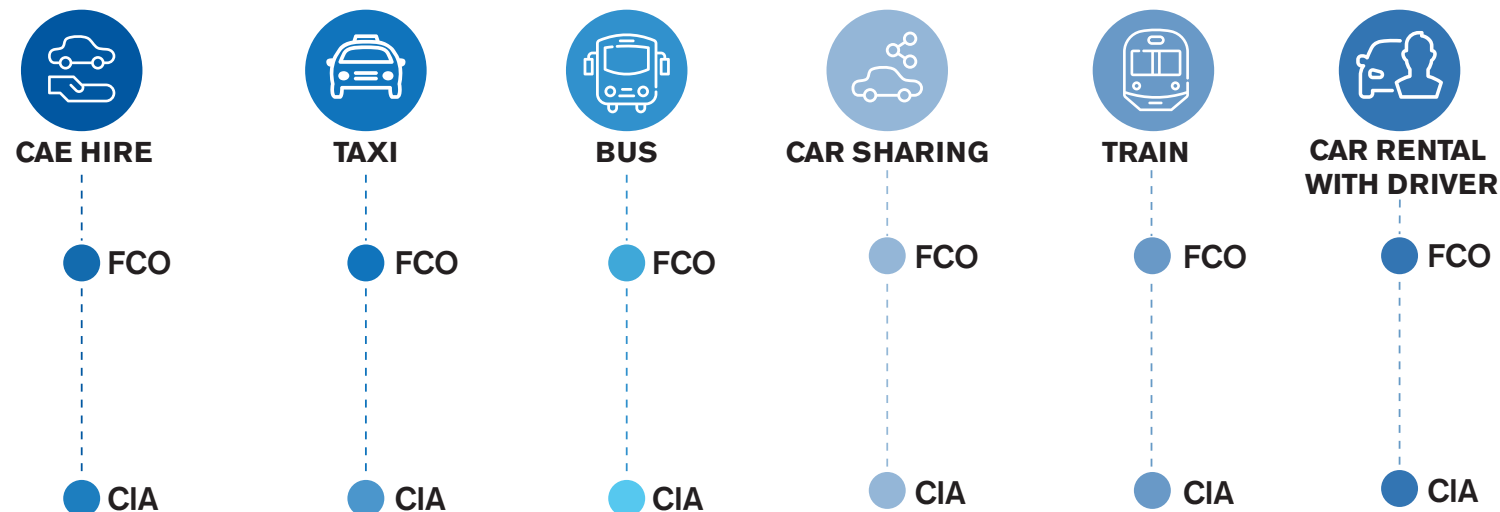 CAE HIRE
TAXI
BUS
CAR SHARING
TRAIN
CAR RENTAL
WITH DRIVER
FCO
FCO
FCO
FCO
FCO
FCO
CIA
CIA
CIA
CIA
CIA
CIA